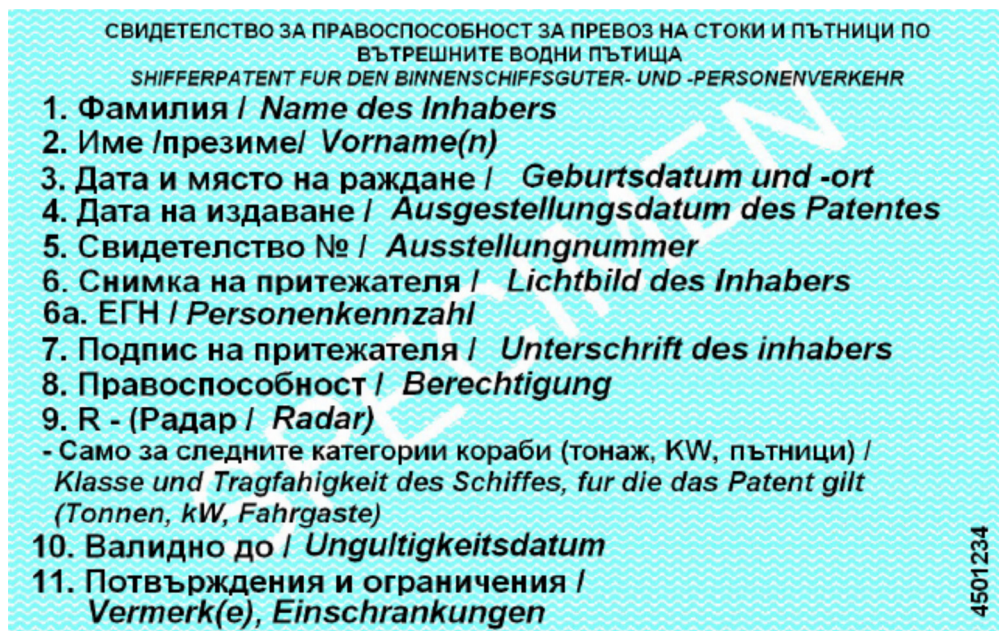 СВИДЕТЕЛСТВО ЗА ПРАВОСПОСОБНОСТ ЗА ПРЕВОЗ НА СТОКИ И ПЪТНИЦИ ПО
ВЪТРЕШНИТЕ ВОДНИ ПЪТИЩА
SHIFFERPATENT FUR DEN BINNENSCHIFFSGUTER- UND -PERSONENVERKEHR
1. Фамилия / Name des Inhabers
2. Име /презиме/ Vorname(n)
3. Дата и място на раждане / Geburtsdatum und -ort
4. Дата на издаване / Ausgestellungsdatum des Patentes
5. Свидетелство № / Ausstellungnummer
6. Снимка на притежателя / Lichtbild des Inhabers
6a. ЕГН / Personenkennzahl
7. Подпис на притежателя / Unterschrift des inhabers
8. Правоспособност / Berechtigung
9. R - (Радар / Radar)
- Само за следните категории кораби (тонаж, KW, пътници) /
Klasse und Tragfahigkeit des Schiffes, fur die das Patent gilt
(Tonnen, kW, Fahrgaste)
10. Валидно до / Ungultigkeitsdatum
11. Потвърждения и ограничения /
Vermerk(e), Einschrankungen
4501234
SPECIMEN